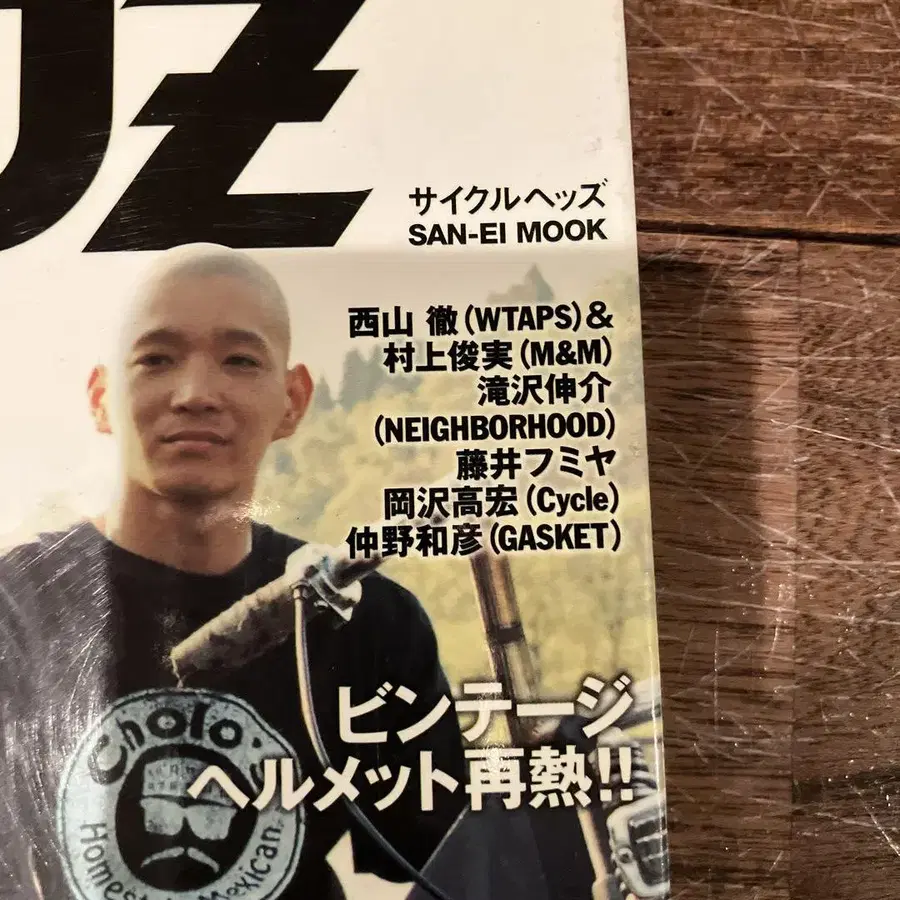 サイクルヘッズ
SAN-EI MOOK
西山 徹(WTAPS)&
村上俊実(M&M)
滝沢伸介
(NEIGHBORHOOD)
藤井フミヤ
岡沢高宏(Cycle)
仲野和彦(GASKET)
ビンテージ
ヘルメット再熱!!
Cholo's
Mexican